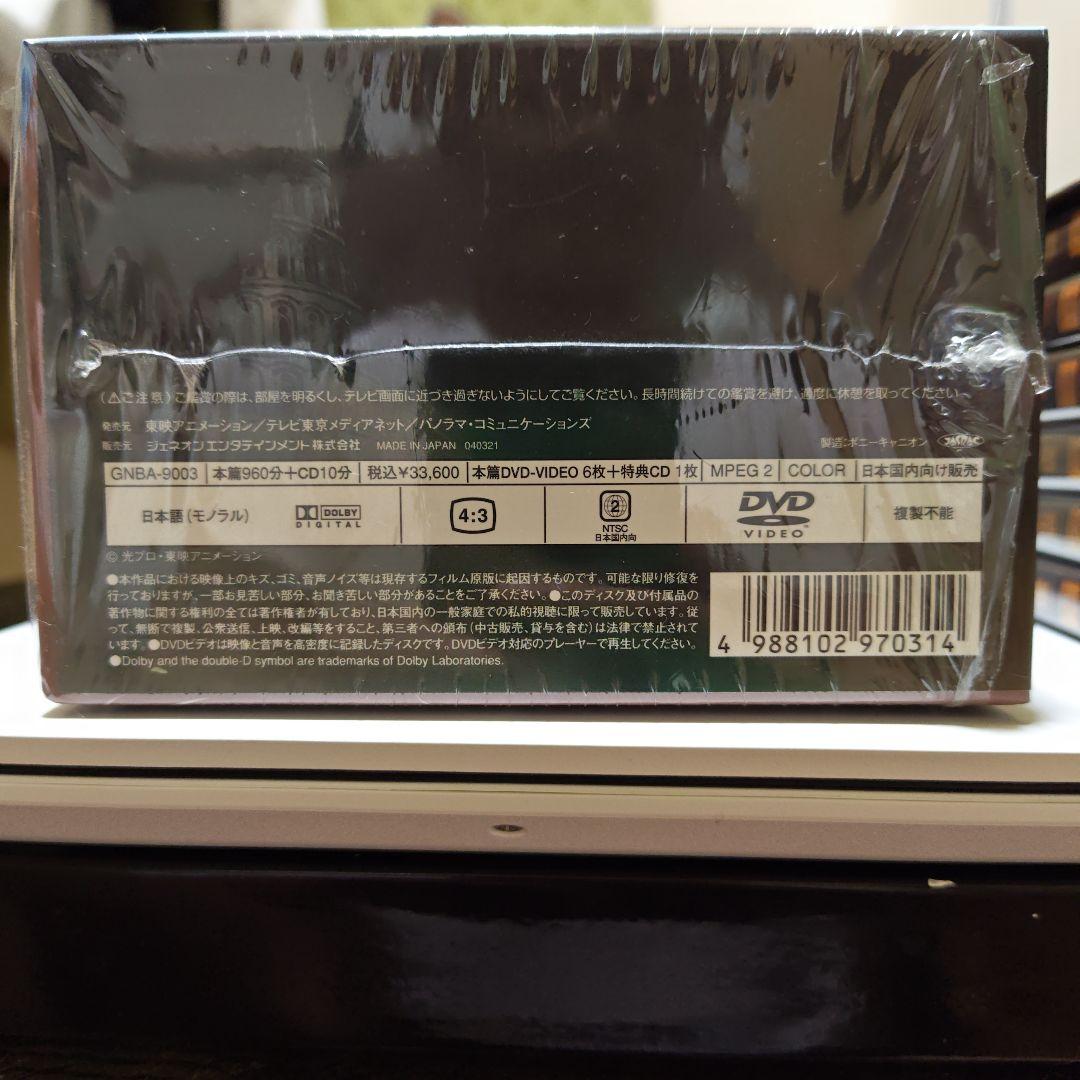 (⚠ご注意)ご鑑賞の際は、部屋を明るくし、テレビ画面に近づき過ぎないようにしてご覧ください。長時間続けての鑑賞を避け、適度に休憩を取ってください
発売元 東映アニメーション/テレビ東京メディアネット/パノラマ・コミュニケーションズ
販売元 ジェネオン エンタテインメント株式会社 MADE IN JAPAN 040321 製造:ポニーキャニオン
GNBA-9003 本篇960分+CD10分 税込¥33,600 本篇DVD-VIDEO 6枚+特典CD 1枚 MPEG 2 COLOR 日本国内向け販売
日本語(モノラル) DOLBY DIGITAL 4:3 2 NTSC 日本国内向 DVD VIDEO 複製不能
© 光プロ・東映アニメーション
●本作品における映像上のキズ、ゴミ、音声ノイズ等は現存するフィルム原版に起因するものです。可能な限り修復を
行っておりますが、一部お見苦しい部分、お聞き苦しい部分があることをご了承ください。●このディスク及び付属品の
著作物に関する権利の全ては著作権者が有しており、日本国内の一般家庭での私的視聴に限って販売しています。従
って、無断で複製、公衆送信、上映、改編等をすること、第三者への頒布(中古販売、貸与を含む)は法律で禁止されて
います。●DVDビデオは映像と音声を高密度に記録したディスクです。DVDビデオ対応のプレーヤーで再生してください。
●Dolby and the double-D symbol are trademarks of Dolby Laboratories.
4 988102 970314